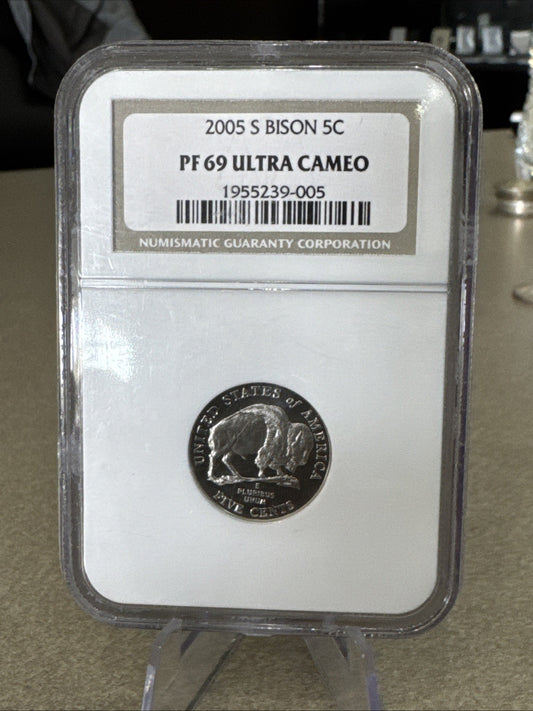 2005 S BISON 5C
PF 69 ULTRA CAMEO
1955239-005
NUMISMATIC GUARANTY CORPORATION
UNITED STATES of AMERICA
E
PLURIBUS
UNUM
FIVE CENTS